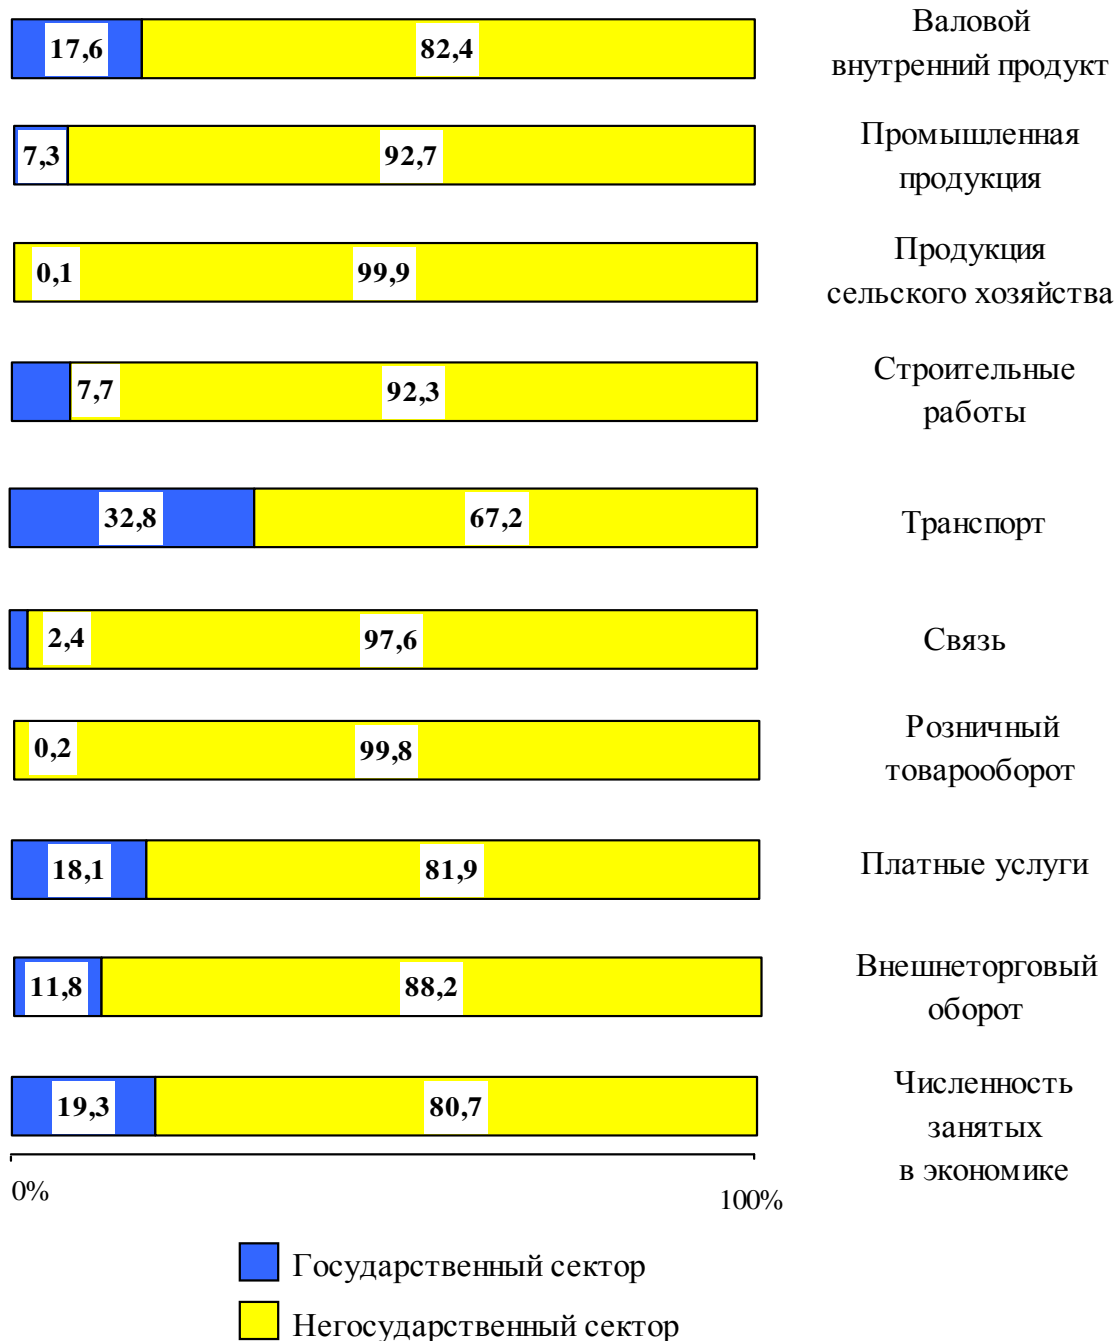 17,6 82,4 Валовой
внутренний продукт
7,3 92,7 Промышленная
продукция
0,1 99,9 Продукция
сельского хозяйства
7,7 92,3 Строительные
работы
32,8 67,2 Транспорт
2,4 97,6 Связь
0,2 99,8 Розничный
товарооборот
18,1 81,9 Платные услуги
11,8 88,2 Внешнеторговый
оборот
19,3 80,7 Численность
занятых
в экономике
0% 100%
Государственный сектор
Негосударственный сектор